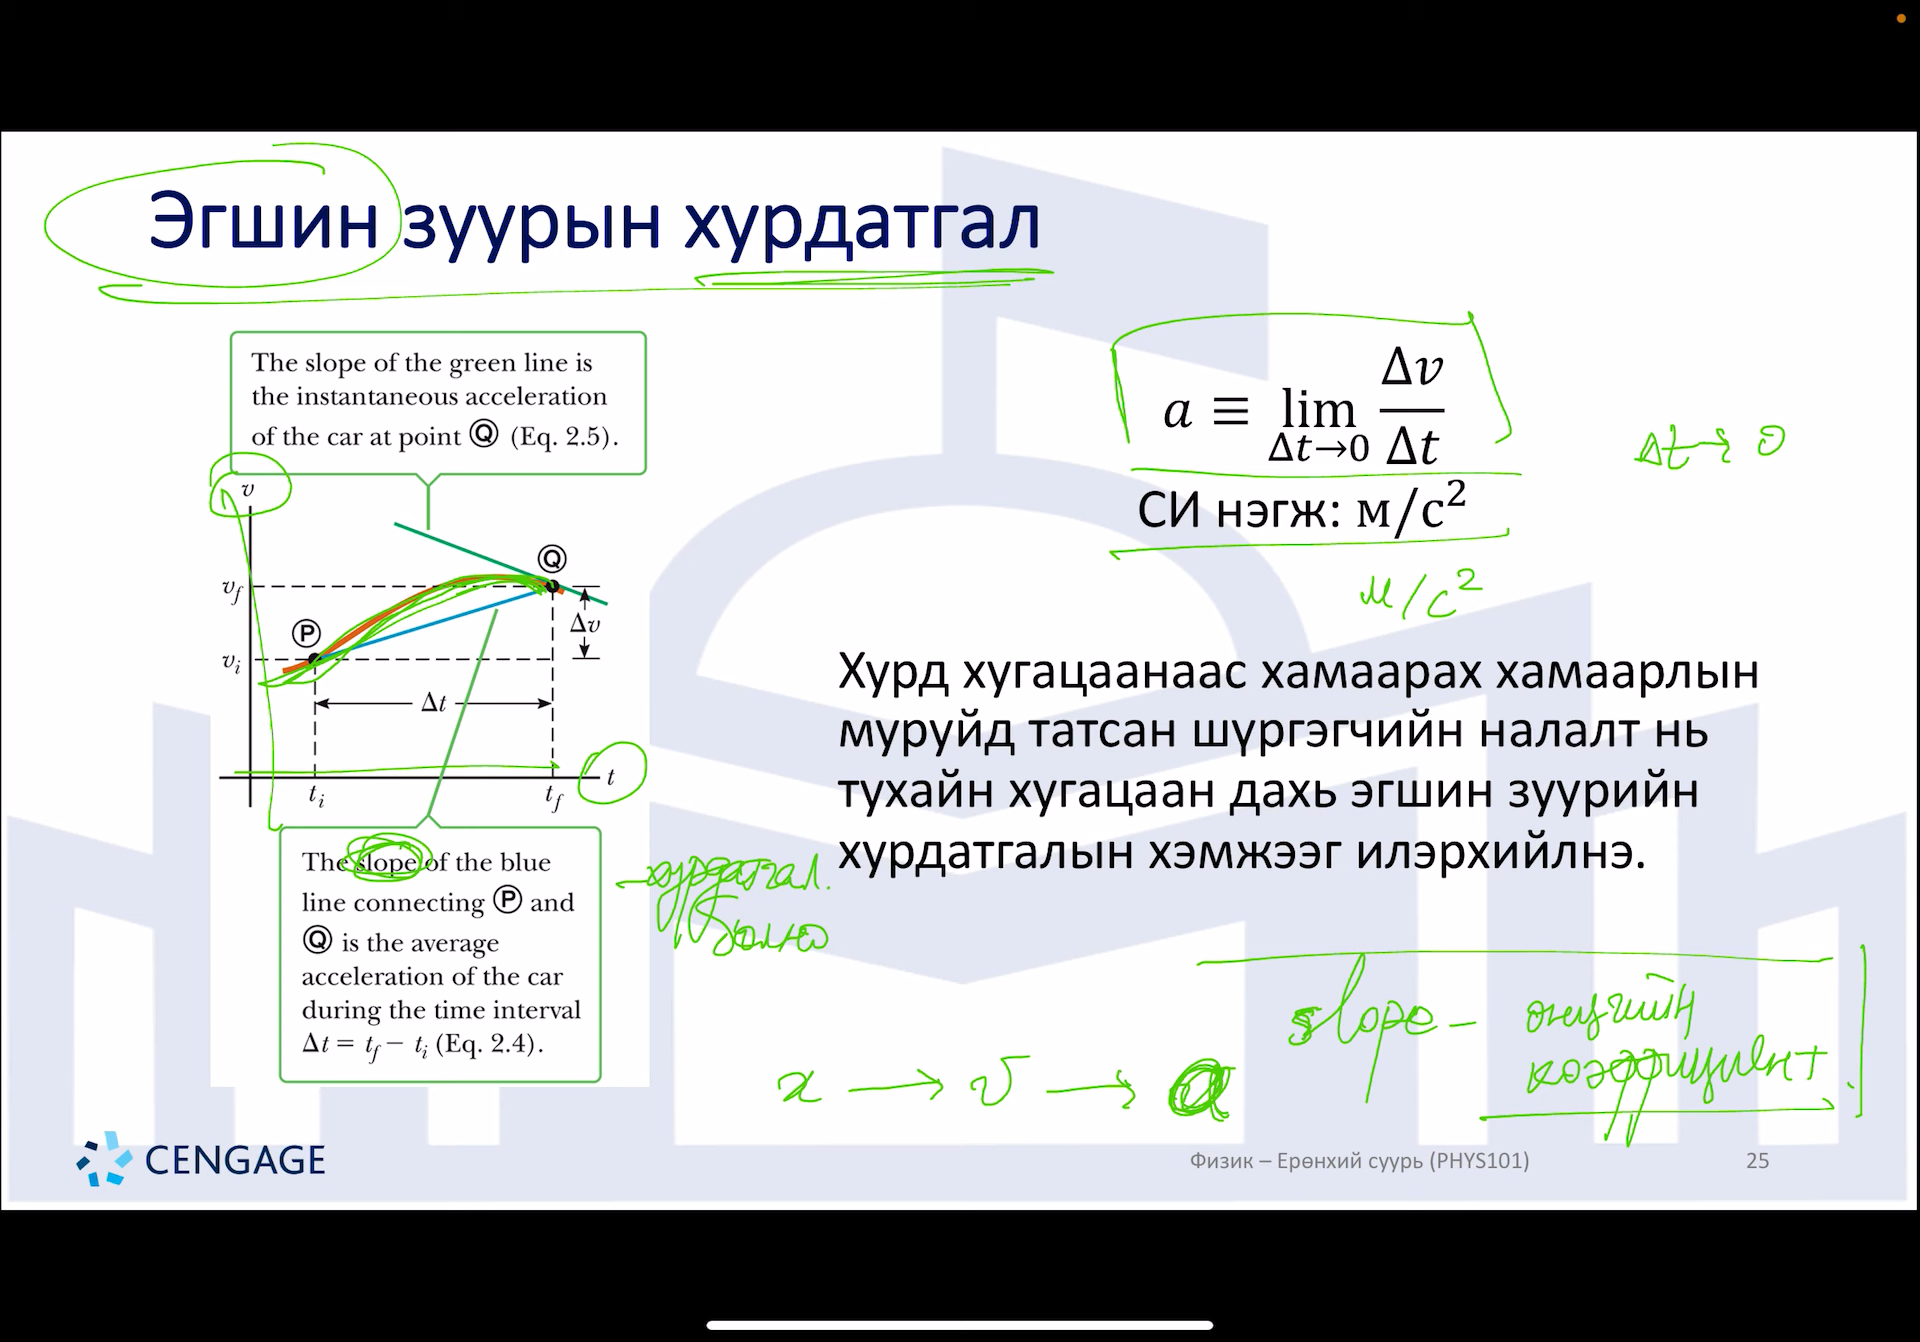 Эгшин зуурын хурдатгал
The slope of the green line is
the instantaneous acceleration
of the car at point Ⓠ (Eq. 2.5).
v
Ⓠ
v_f
Δv
Ⓟ
v_i
Δt
t
t_i
t_f
The slope of the blue
line connecting Ⓟ and
Ⓠ is the average
acceleration of the car
during the time interval
Δt = t_f − t_i (Eq. 2.4).
хурдатгал.
болно
a ≡ lim Δt→0 Δv/Δt
Δt → 0
СИ нэгж: м/с²
м/с²
Хурд хугацаанаас хамаарах хамаарлын
муруйд татсан шүргэгчийн налалт нь
тухайн хугацаан дахь эгшин зуурийн
хурдатгалын хэмжээг илэрхийлнэ.
slope – өнцгийн
коэффициент.
x → v → a
CENGAGE
Физик – Ерөнхий суурь (PHYS101)
25